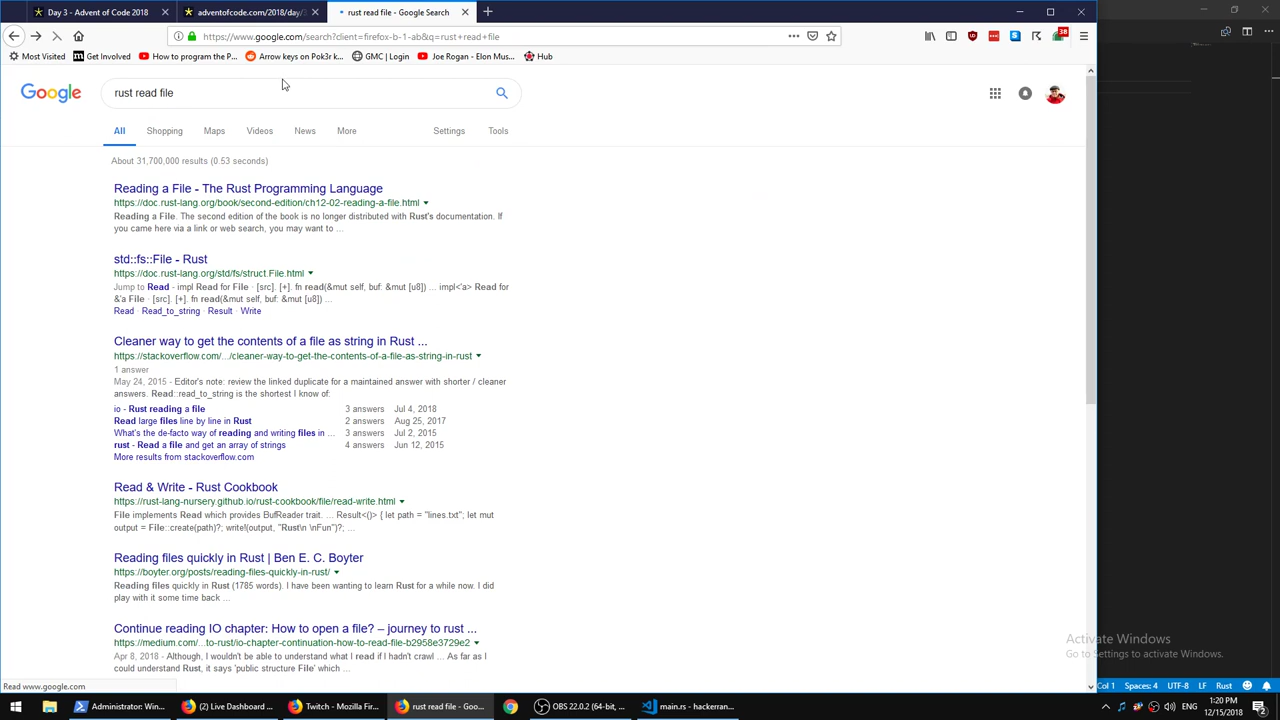 Day 3 - Advent of Code 2018
adventofcode.com/2018/day/
rust read file - Google Search
https://www.google.com/search?client=firefox-b-1-ab&q=rust+read+file
38
Most Visited
Get Involved
How to program the P...
Arrow keys on Pok3r k...
GMC | Login
Joe Rogan - Elon Mus...
Hub
Google
rust read file
All
Shopping
Maps
Videos
News
More
Settings
Tools
About 31,700,000 results (0.53 seconds)
Reading a File - The Rust Programming Language
https://doc.rust-lang.org/book/second-edition/ch12-02-reading-a-file.html
Reading a File. The second edition of the book is no longer distributed with Rust's documentation. If
you came here via a link or web search, you may want to ...
std::fs::File - Rust
https://doc.rust-lang.org/std/fs/struct.File.html
Jump to Read - impl Read for File · [src]. [+]. fn read(&mut self, buf: &mut [u8]) ... impl<'a> Read for
&'a File · [src]. [+]. fn read(&mut self, buf: &mut [u8]) ...
Read · Read_to_string · Result · Write
Cleaner way to get the contents of a file as string in Rust ...
https://stackoverflow.com/.../cleaner-way-to-get-the-contents-of-a-file-as-string-in-rust
1 answer
May 24, 2015 - Editor's note: review the linked duplicate for a maintained answer with shorter / cleaner
answers. Read::read_to_string is the shortest I know of:
io - Rust reading a file 3 answers Jul 4, 2018
Read large files line by line in Rust 2 answers Aug 25, 2017
What's the de-facto way of reading and writing files in ... 3 answers Jul 2, 2015
rust - Read a file and get an array of strings 4 answers Jun 12, 2015
More results from stackoverflow.com
Read & Write - Rust Cookbook
https://rust-lang-nursery.github.io/rust-cookbook/file/read-write.html
File implements Read which provides BufReader trait. ... Result<()> { let path = "lines.txt"; let mut
output = File::create(path)?; write!(output, "Rust\n \nFun")?; ...
Reading files quickly in Rust | Ben E. C. Boyter
https://boyter.org/posts/reading-files-quickly-in-rust/
Reading files quickly in Rust (1785 words). I have been wanting to learn Rust for a while now. I did
play with it some time back ...
Continue reading IO chapter: How to open a file? – journey to rust ...
https://medium.com/...to-rust/io-chapter-continuation-how-to-read-file-b2958e3729e2
Apr 8, 2018 - Although, I wouldn't be able to understand what I read if I hadn't crawl ... As far as I
could understand Rust, it says 'public structure File' which ...
Activate Windows
Go to Settings to activate Windows.
Read www.google.com
Col 1
Spaces: 4
UTF-8
LF
Rust
Administrator: Win...
(2) Live Dashboard ...
Twitch - Mozilla Fir...
rust read file - Goo...
OBS 22.0.2 (64-bit, ...
main.rs - hackerran...
ENG
1:20 PM
12/15/2018